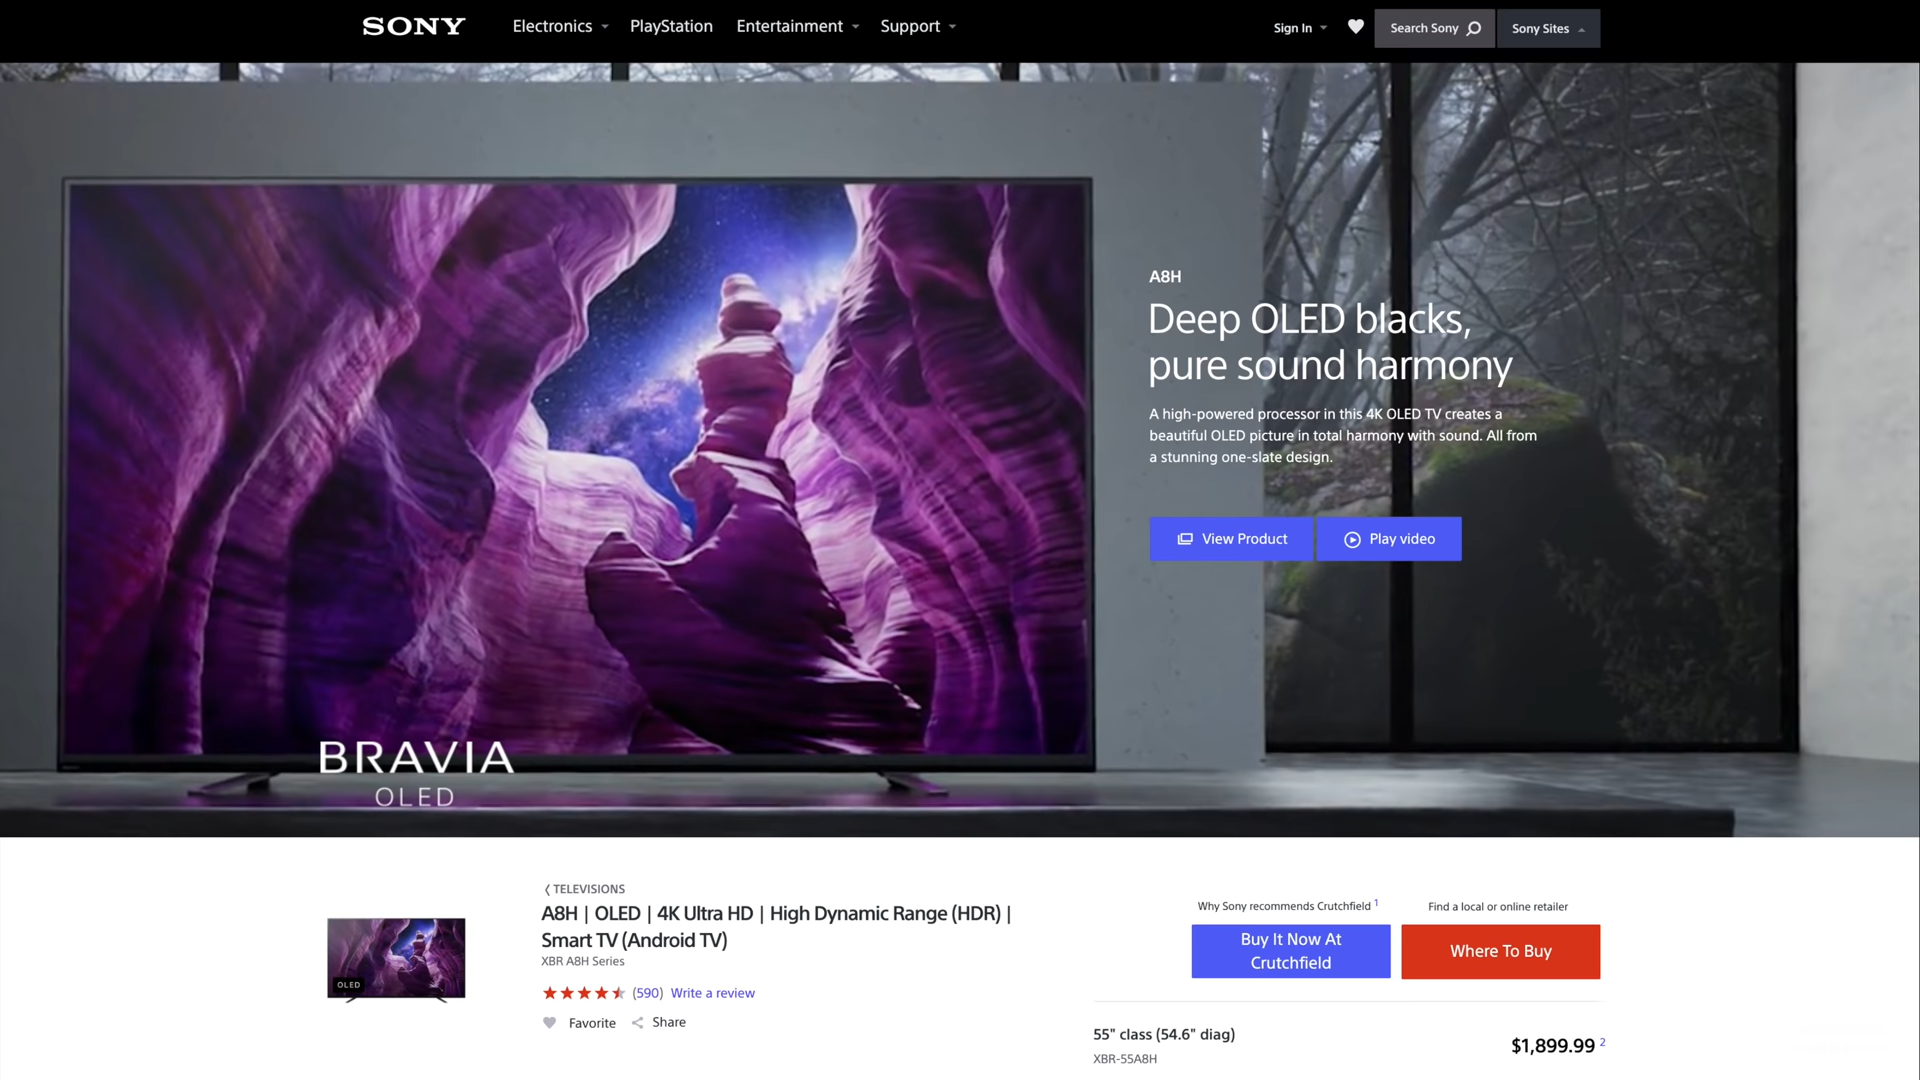 SONY
Electronics
PlayStation
Entertainment
Support
Sign In
Search Sony
Sony Sites
A8H
Deep OLED blacks,
pure sound harmony
A high-powered processor in this 4K OLED TV creates a
beautiful OLED picture in total harmony with sound. All from
a stunning one-slate design.
View Product
Play video
BRAVIA
OLED
TELEVISIONS
A8H | OLED | 4K Ultra HD | High Dynamic Range (HDR) |
Smart TV (Android TV)
XBR A8H Series
(590) Write a review
Favorite
Share
OLED
Why Sony recommends Crutchfield 1
Buy It Now At
Crutchfield
Find a local or online retailer
Where To Buy
55" class (54.6" diag)
XBR-55A8H
$1,899.99 2